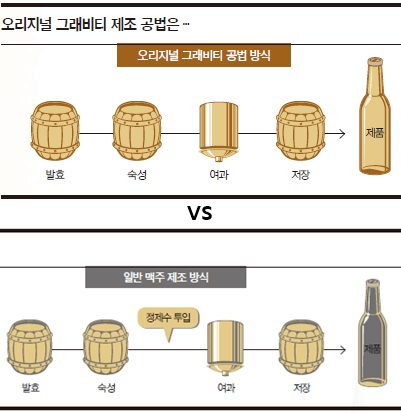 오리지널 그래비티 제조 공법은 …
오리지널 그레비티 공법 방식
제품
발효 숙성 여과 저장
VS
일반 맥주 제조 방식
정제수 투입
제품
발효 숙성 여과 저장